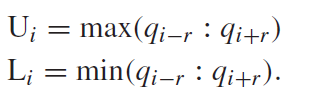 Uᵢ = max(qᵢ₋ᵣ : qᵢ₊ᵣ)
Lᵢ = min(qᵢ₋ᵣ : qᵢ₊ᵣ).